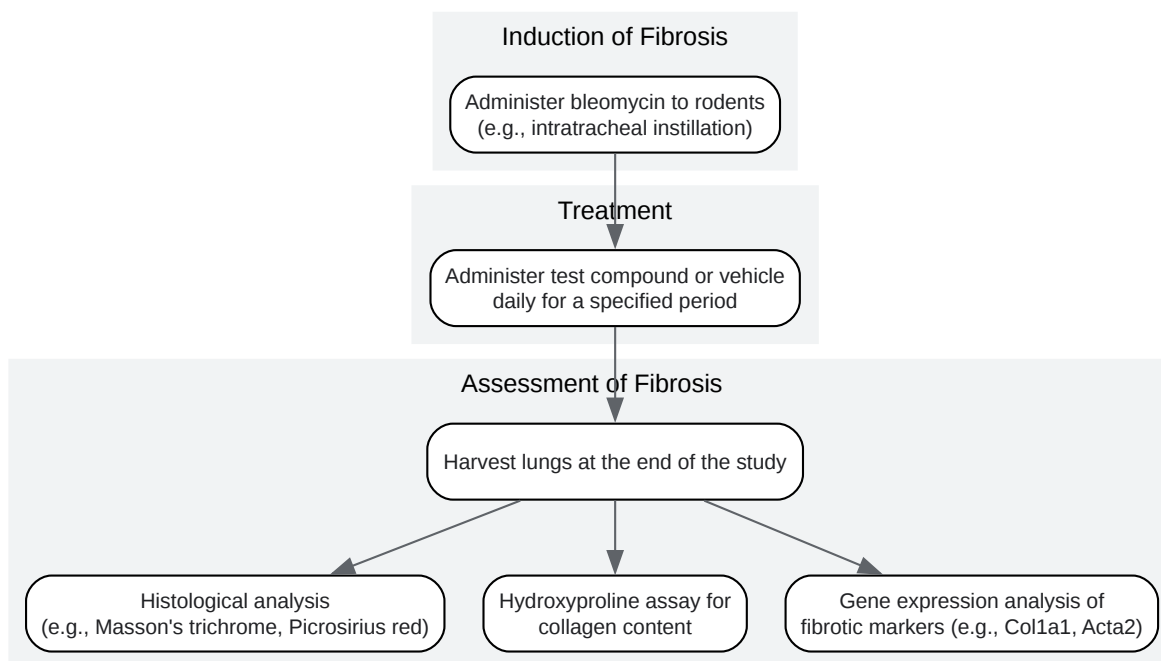 Induction of Fibrosis
Administer bleomycin to rodents
(e.g., intratracheal instillation)
Treatment
Administer test compound or vehicle
daily for a specified period
Assessment of Fibrosis
Harvest lungs at the end of the study
Histological analysis
(e.g., Masson's trichrome, Picrosirius red)
Hydroxyproline assay for
collagen content
Gene expression analysis of
fibrotic markers (e.g., Col1a1, Acta2)